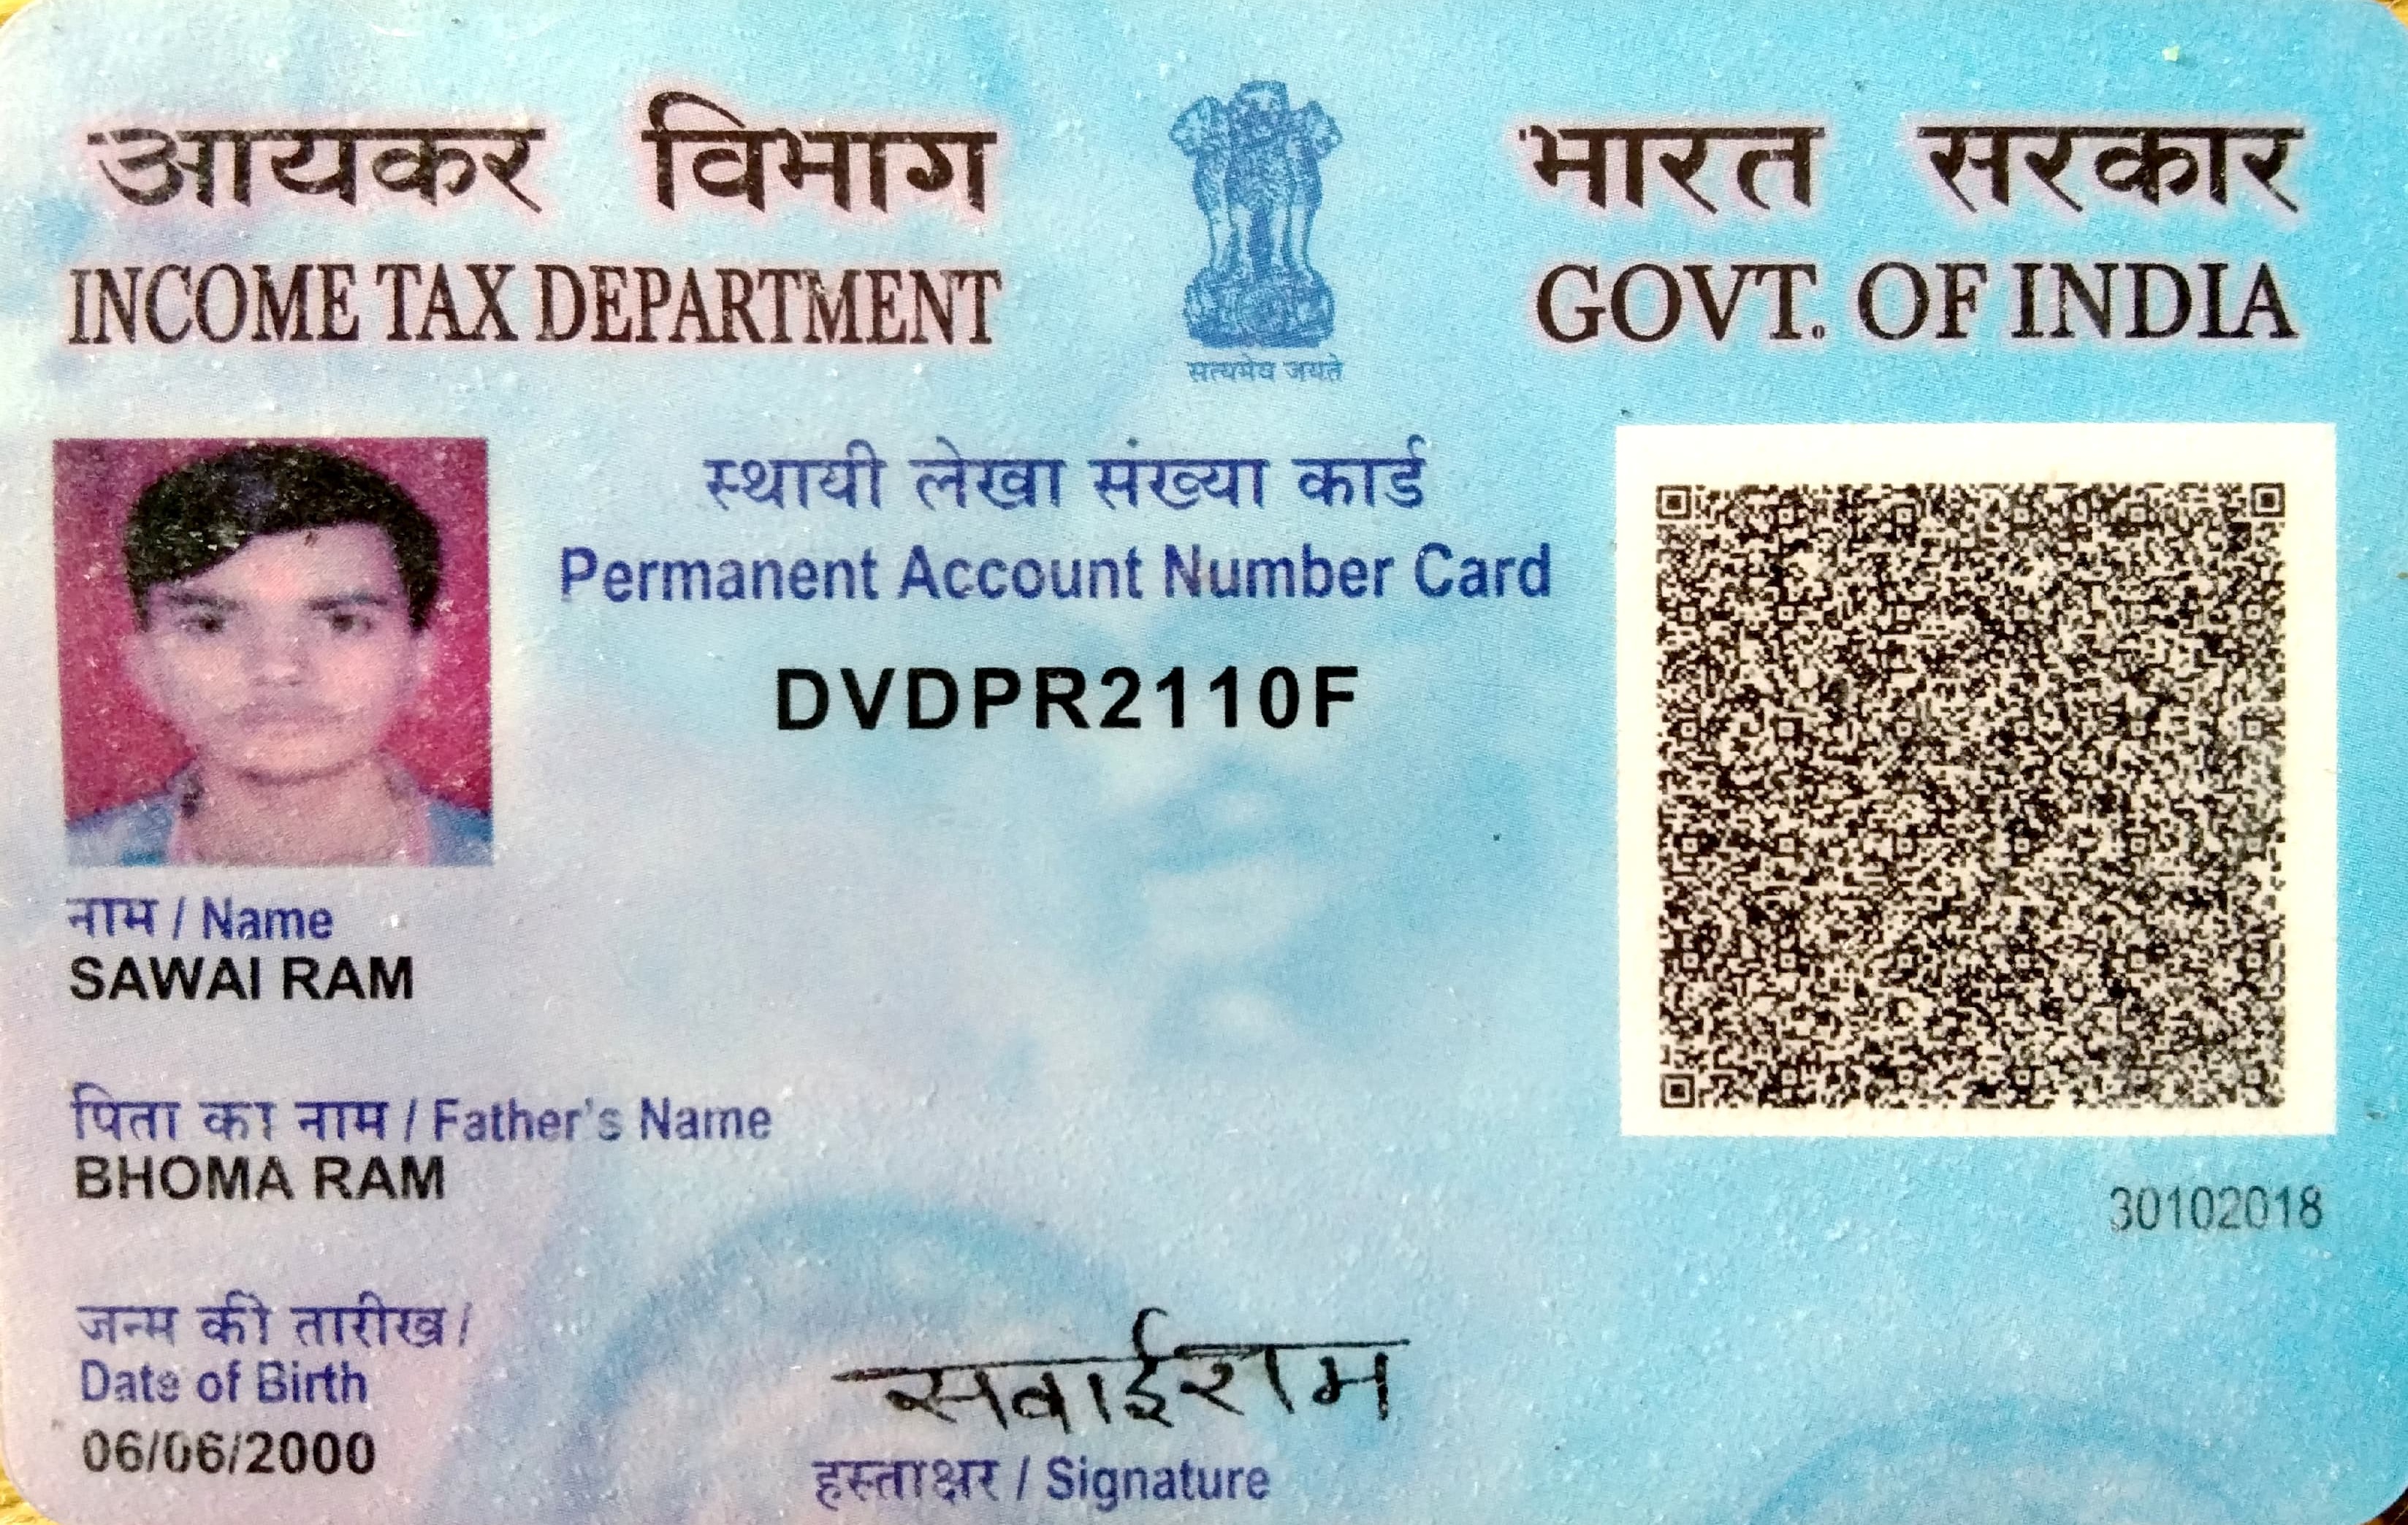 आयकर विभाग
INCOME TAX DEPARTMENT
सत्यमेव जयते
भारत सरकार
GOVT. OF INDIA
स्थायी लेखा संख्या कार्ड
Permanent Account Number Card
DVDPR2110F
नाम / Name
SAWAI RAM
पिता का नाम / Father's Name
BHOMA RAM
30102018
जन्म की तारीख /
Date of Birth
06/06/2000
सवाईराम
हस्ताक्षर / Signature